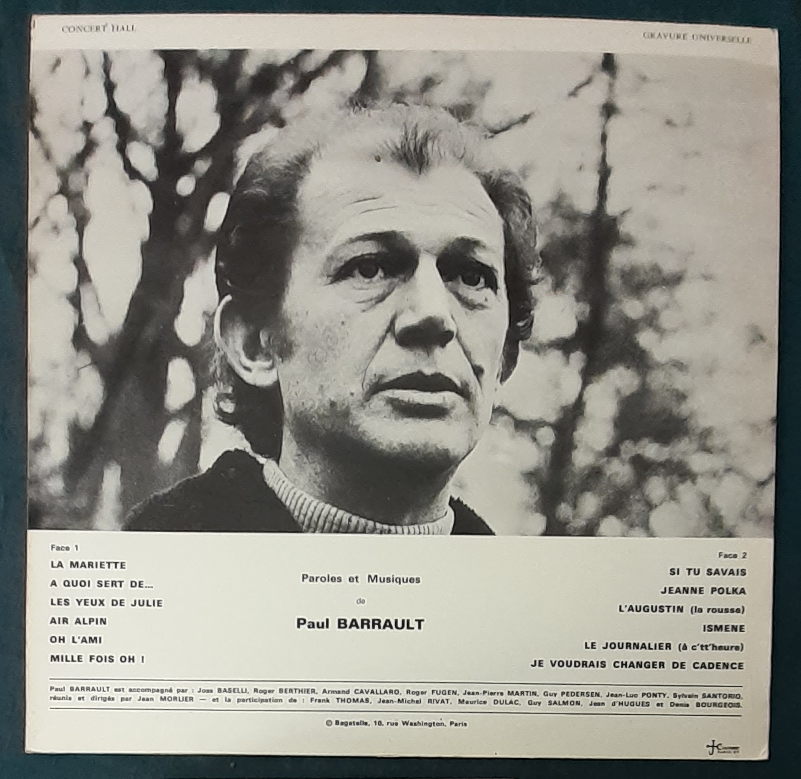 CONCERT HALL
GRAVURE UNIVERSELLE
Face 1
LA MARIETTE
A QUOI SERT DE...
LES YEUX DE JULIE
AIR ALPIN
OH L'AMI
MILLE FOIS OH !
Paroles et Musiques
de
Paul BARRAULT
Face 2
SI TU SAVAIS
JEANNE POLKA
L'AUGUSTIN (la rousse)
ISMENE
LE JOURNALIER (à c'tt'heure)
JE VOUDRAIS CHANGER DE CADENCE
Paul BARRAULT est accompagné par : Joss BASELLI, Roger BERTHIER, Armand CAVALLARO, Roger FUGEN, Jean-Pierre MARTIN, Guy PEDERSEN, Jean-Luc PONTY, Sylvain SANTORIO,
réunis et dirigés par Jean MORLIER — et la participation de : Frank THOMAS, Jean-Michel RIVAT, Maurice DULAC, Guy SALMON, Jean d'HUGUES et Denis BOURGEOIS.
© Bagatelle, 10, rue Washington, Paris